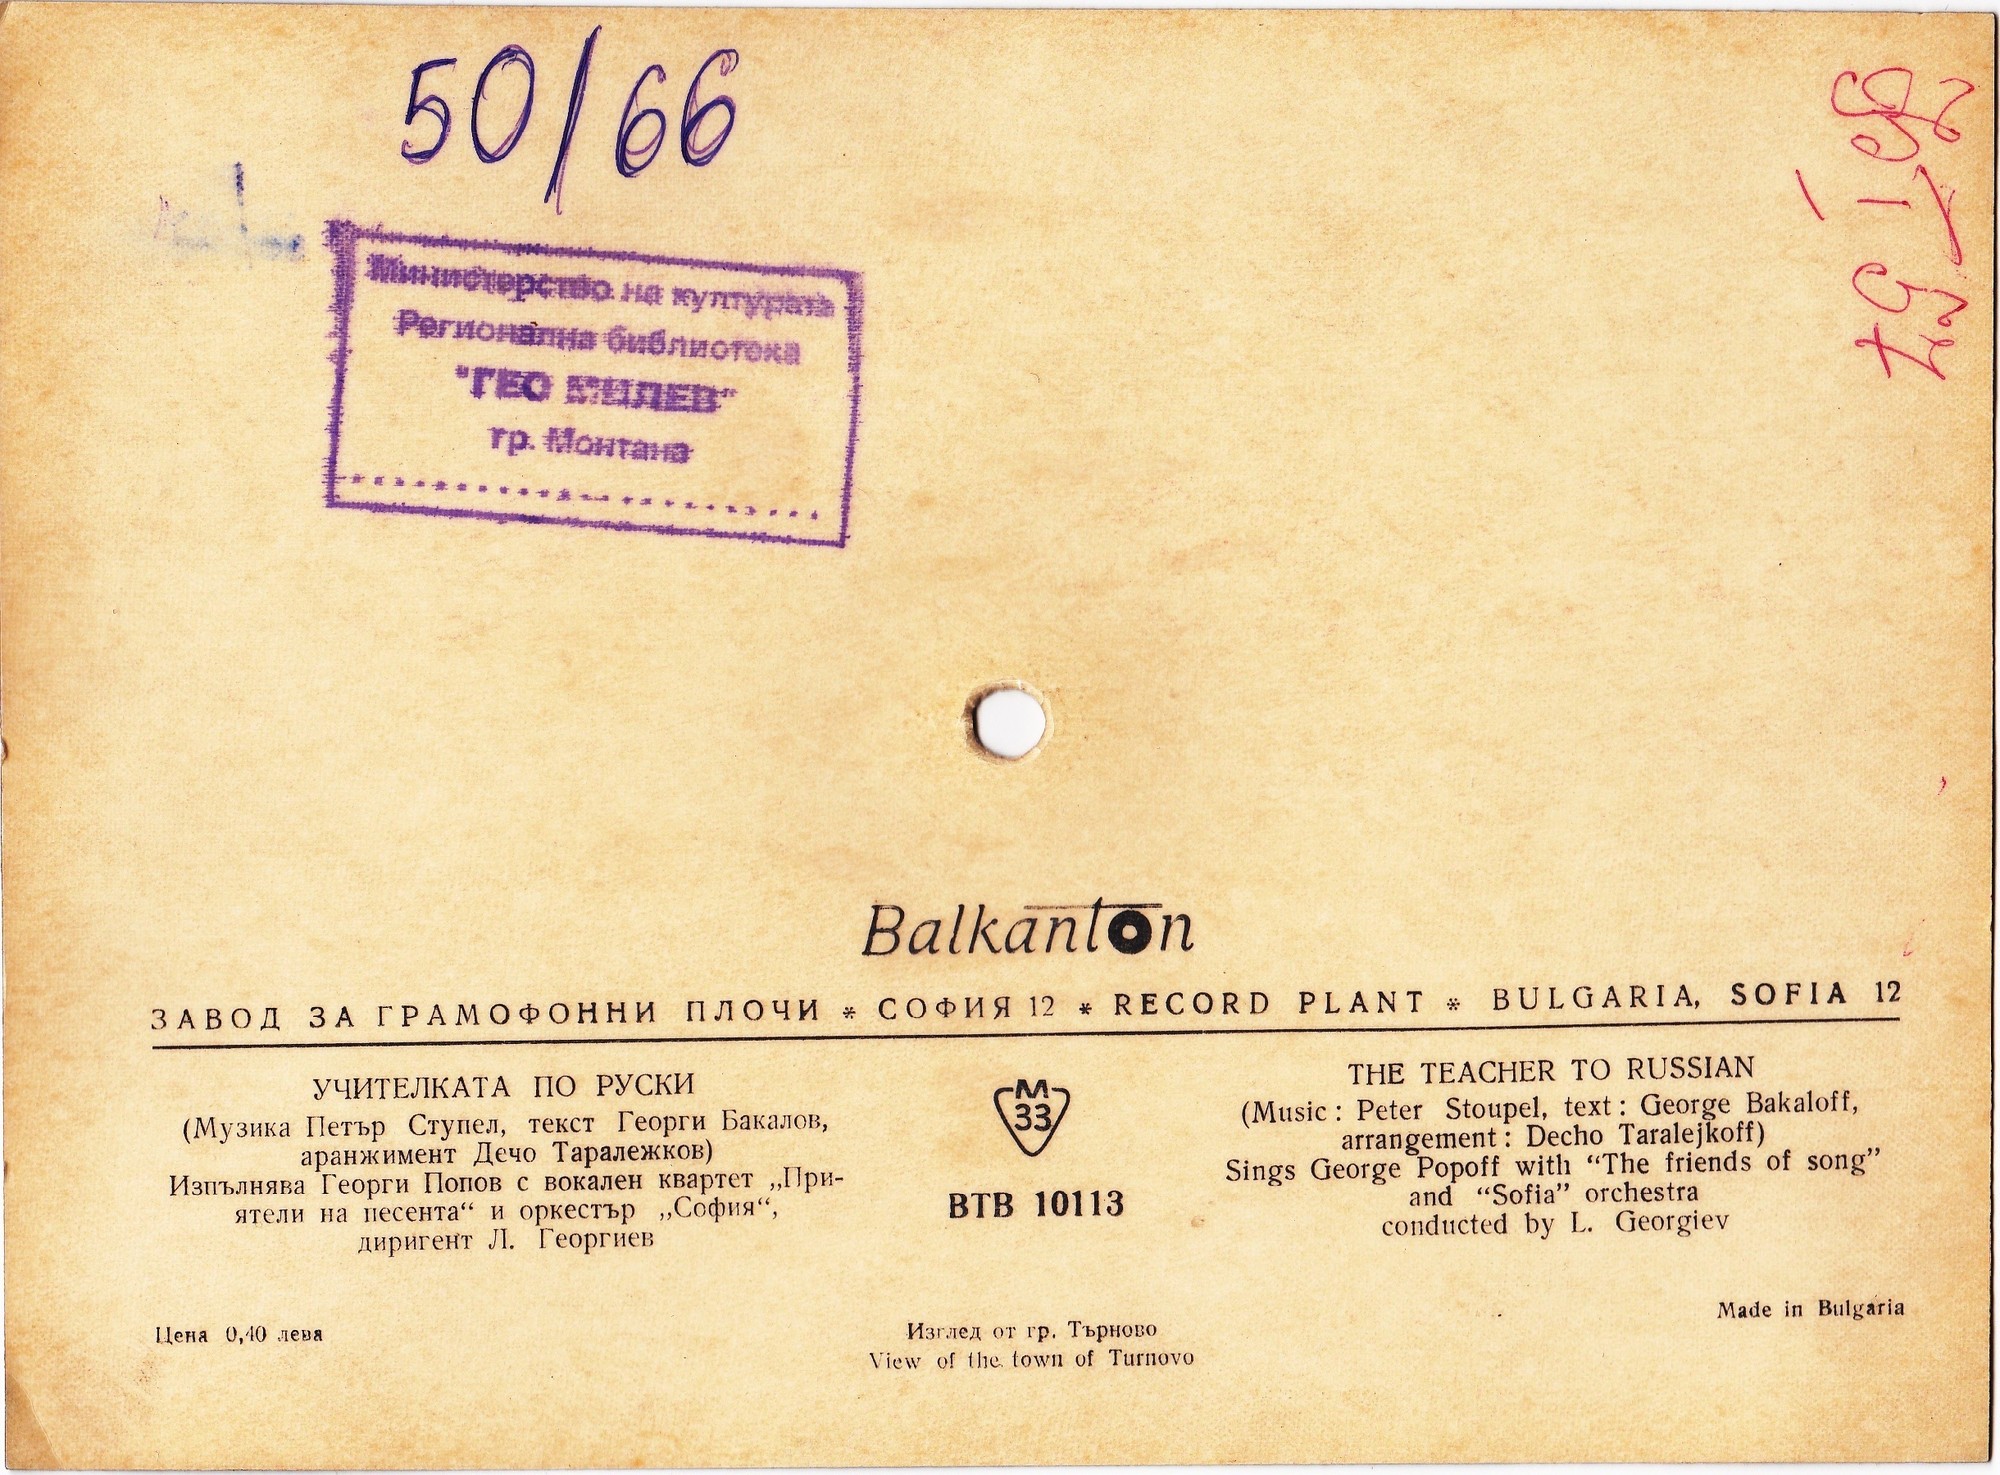 50/66
Министерство на културата
Регионална библиотека
"ГЕО МИЛЕВ"
гр. Монтана
Balkanton
ЗАВОД ЗА ГРАМОФОННИ ПЛОЧИ * СОФИЯ 12 * RECORD PLANT * BULGARIA, SOFIA 12
УЧИТЕЛКАТА ПО РУСКИ
(Музика Петър Ступел, текст Георги Бакалов,
аранжимент Дечо Таралежков)
Изпълнява Георги Попов с вокален квартет „При-
ятели на песента“ и оркестър „София“,
диригент Л. Георгиев
М
33
ВТВ 10113
THE TEACHER TO RUSSIAN
(Music : Peter Stoupel, text : George Bakaloff,
arrangement : Decho Taralejkoff)
Sings George Popoff with “The friends of song”
and “Sofia” orchestra
conducted by L. Georgiev
Цена 0,40 лева
Изглед от гр. Търново
View of the town of Turnovo
Made in Bulgaria